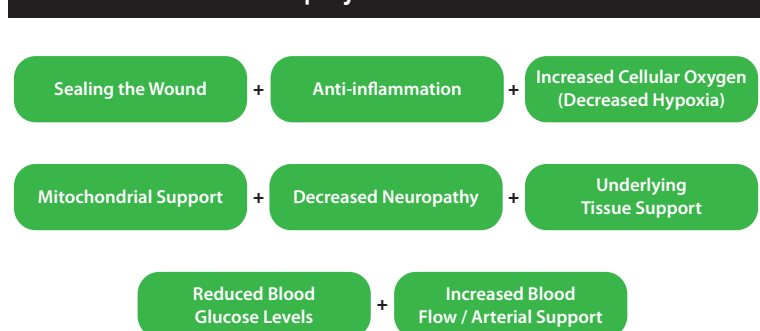 Sealing the Wound + Anti-inflammation + Increased Cellular Oxygen
(Decreased Hypoxia)
Mitochondrial Support + Decreased Neuropathy + Underlying
Tissue Support
Reduced Blood
Glucose Levels + Increased Blood
Flow / Arterial Support